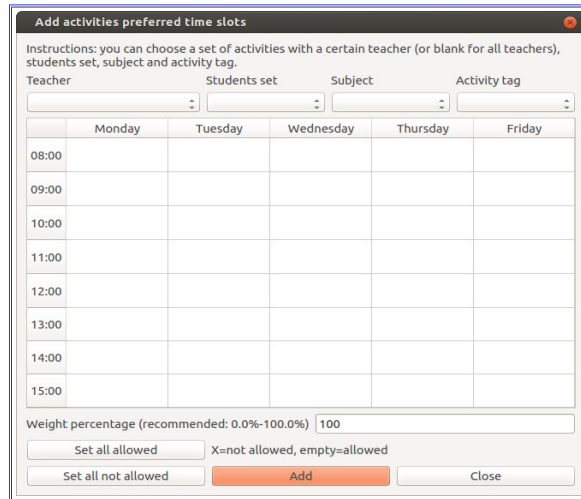 Add activities preferred time slots
Instructions: you can choose a set of activities with a certain teacher (or blank for all teachers),
students set, subject and activity tag.
Teacher Students set Subject Activity tag
Monday Tuesday Wednesday Thursday Friday
08:00
09:00
10:00
11:00
12:00
13:00
14:00
15:00
Weight percentage (recommended: 0.0%-100.0%) 100
Set all allowed X=not allowed, empty=allowed
Set all not allowed Add Close